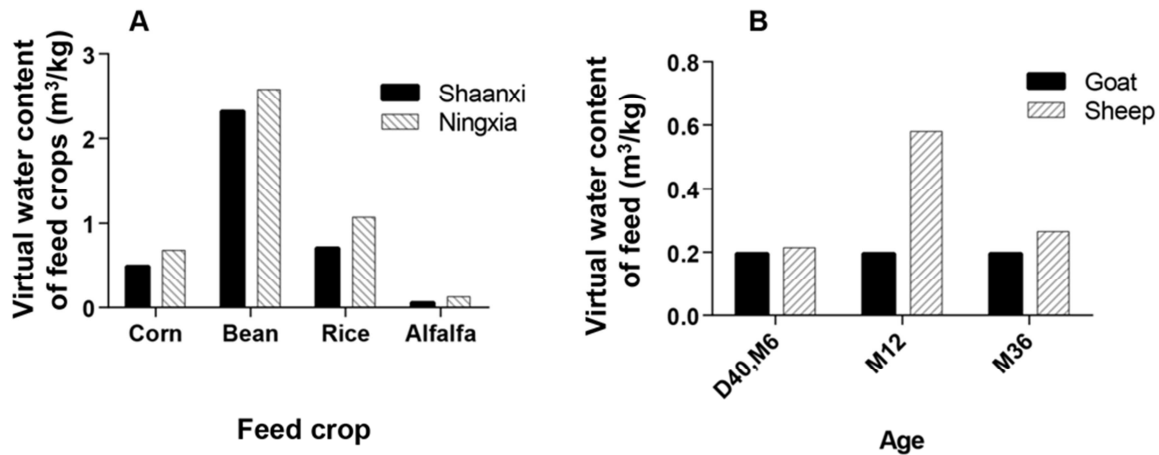 A
Virtual water content
of feed crops (m³/kg)
3
2
1
0
Shaanxi
Ningxia
Corn
Bean
Rice
Alfalfa
Feed crop
B
Virtual water content
of feed (m³/kg)
0.8
0.6
0.4
0.2
0.0
Goat
Sheep
D40,M6
M12
M36
Age